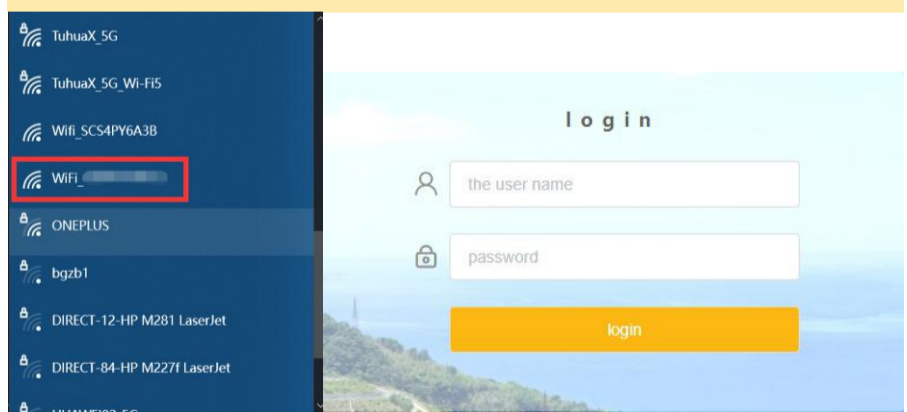 TuhuaX_5G
TuhuaX_5G_Wi-Fi5
Wifi_SCS4PY6A3B
WiFi_
ONEPLUS
bgzb1
DIRECT-12-HP M281 LaserJet
DIRECT-84-HP M227f LaserJet
login
the user name
password
login